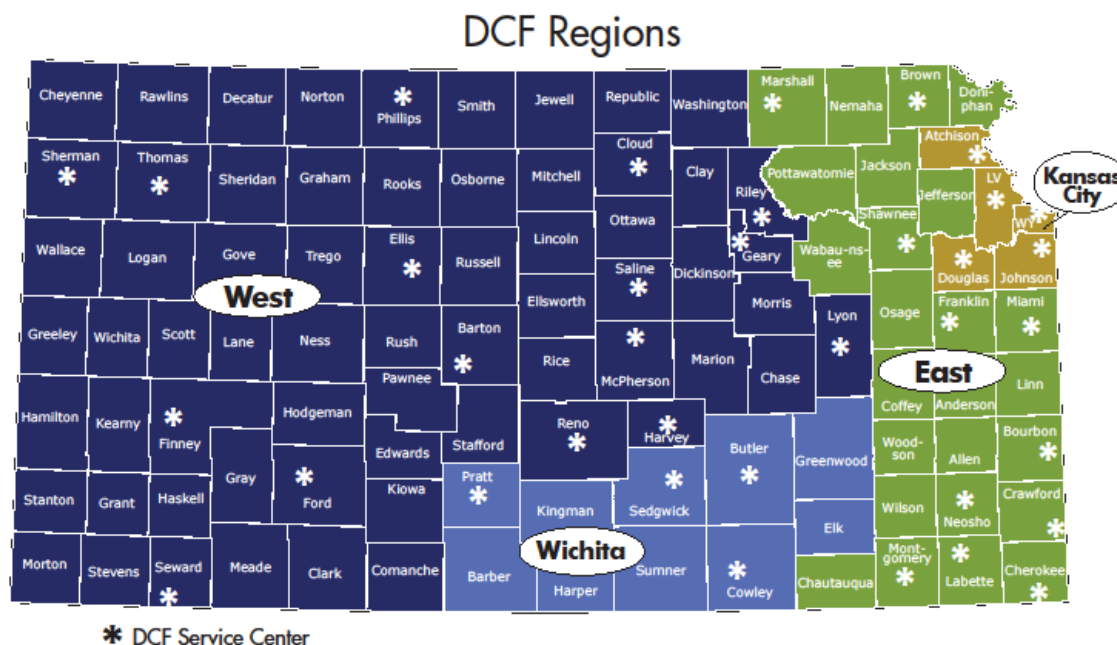 DCF Regions
Cheyenne
Rawlins
Decatur
Norton
Phillips
Smith
Jewell
Republic
Washington
Marshall
Nemaha
Brown
Doni-
phan
Sherman
Thomas
Sheridan
Graham
Rooks
Osborne
Mitchell
Cloud
Clay
Riley
Pottawatomie
Jackson
Atchison
Jefferson
LV
Kansas
City
WY
Wallace
Logan
Gove
Trego
Ellis
Russell
Lincoln
Ottawa
Saline
Dickinson
Geary
Wabau-ns-
ee
Shawnee
Douglas
Johnson
West
Ellsworth
Morris
Lyon
Osage
Franklin
Miami
Greeley
Wichita
Scott
Lane
Ness
Rush
Barton
Rice
McPherson
Marion
Chase
East
Coffey
Anderson
Linn
Hamilton
Kearny
Finney
Hodgeman
Pawnee
Edwards
Stafford
Reno
Harvey
Butler
Greenwood
Wood-
son
Allen
Bourbon
Stanton
Grant
Haskell
Gray
Ford
Kiowa
Pratt
Kingman
Sedgwick
Elk
Wilson
Neosho
Crawford
Morton
Stevens
Seward
Meade
Clark
Comanche
Barber
Wichita
Harper
Sumner
Cowley
Chautauqua
Mont-
gomery
Labette
Cherokee
* DCF Service Center